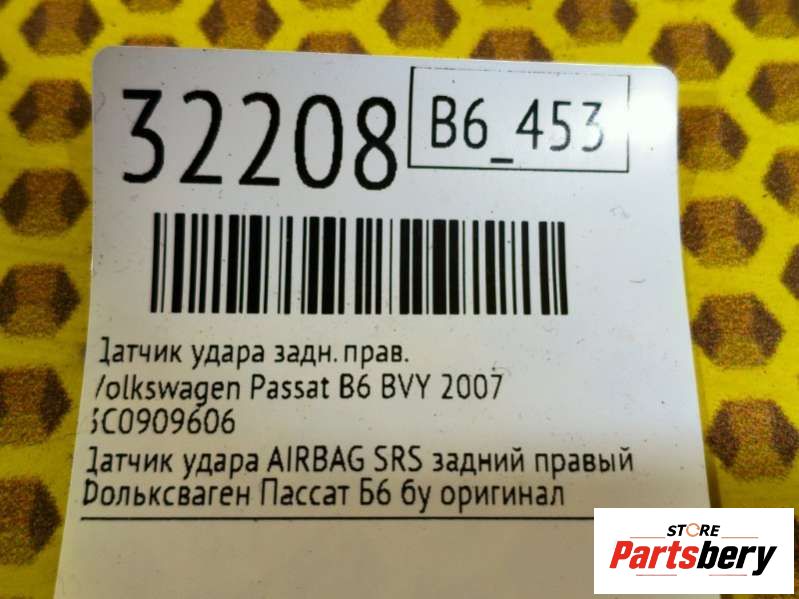 32208
B6_453
Датчик удара задн. прав.
Volkswagen Passat B6 BVY 2007
3C0909606
Датчик удара AIRBAG SRS задний правый
Фольксваген Пассат Б6 бу оригинал
STORE
Partsbery